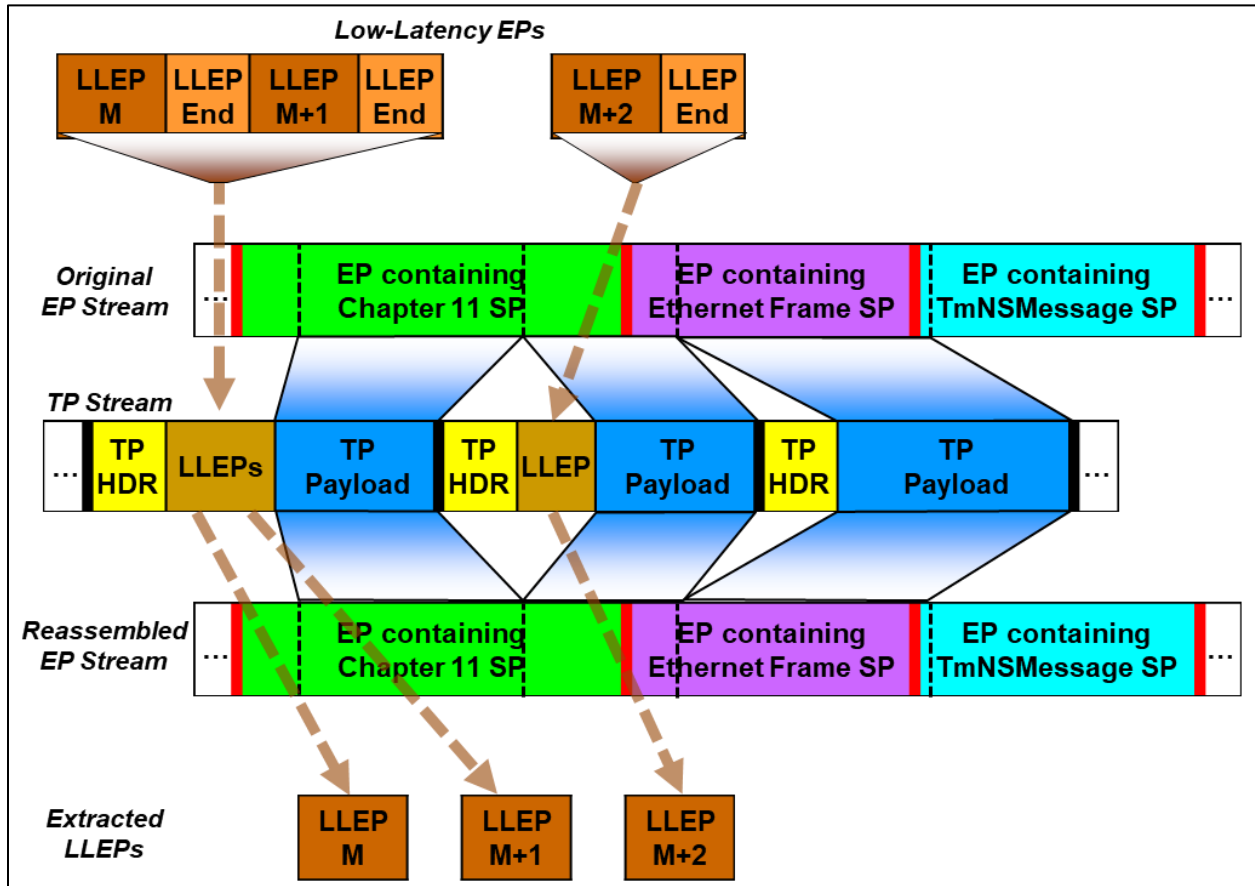 Low-Latency EPs
LLEP LLEP LLEP LLEP
M End M+1 End
LLEP LLEP
M+2 End
Original
EP Stream
...
EP containing
Chapter 11 SP
EP containing
Ethernet Frame SP
EP containing
TmNSMessage SP
...
TP Stream
...
TP
HDR
LLEPs
TP
Payload
TP
HDR
LLEP
TP
Payload
TP
HDR
TP
Payload
...
Reassembled
EP Stream
...
EP containing
Chapter 11 SP
EP containing
Ethernet Frame SP
EP containing
TmNSMessage SP
...
Extracted
LLEPs
LLEP
M
LLEP
M+1
LLEP
M+2